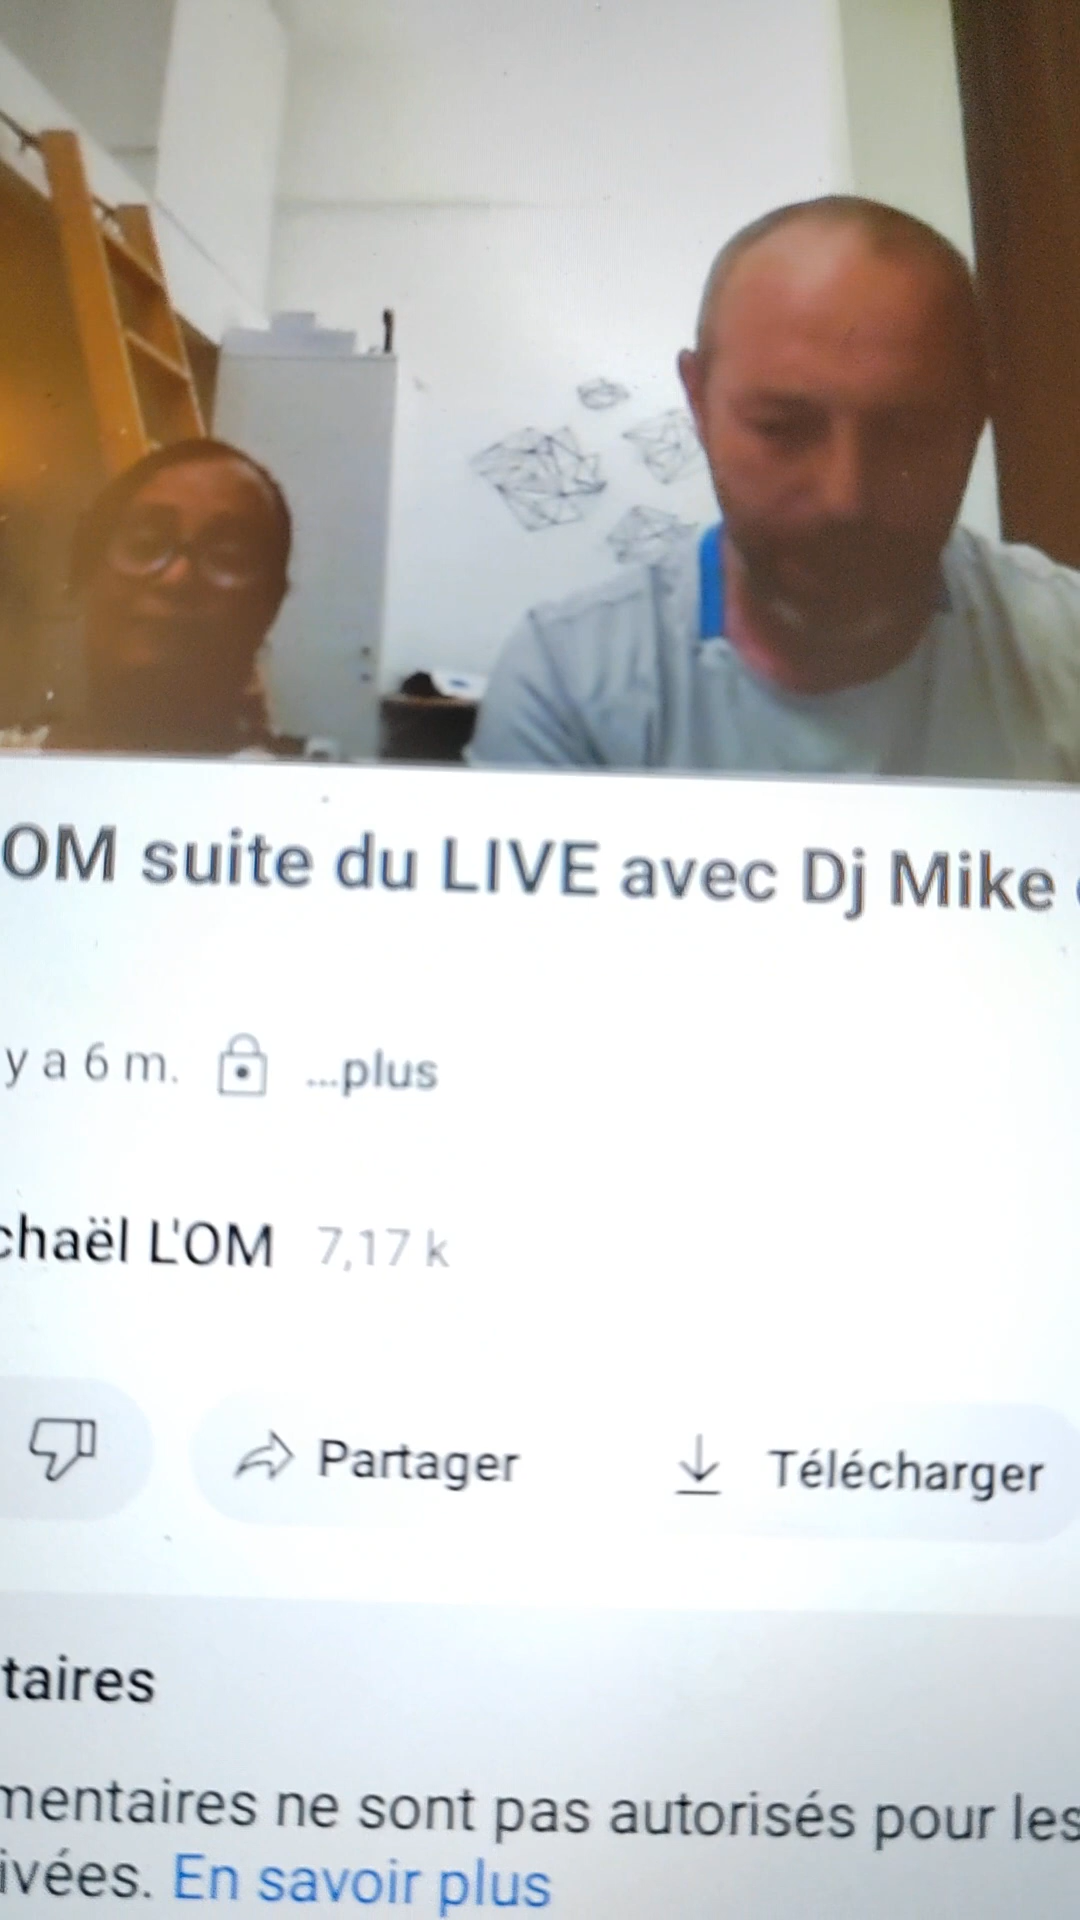 OM suite du LIVE avec Dj Mike
y a 6 m. ...plus
chaël L'OM 7,17 k
Partager Télécharger
taires
mentaires ne sont pas autorisés pour les
ivées. En savoir plus